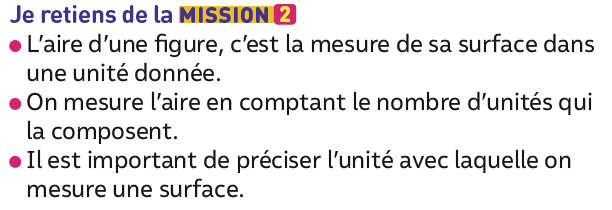 Je retiens de la MISSION 2
● L'aire d'une figure, c'est la mesure de sa surface dans
une unité donnée.
● On mesure l'aire en comptant le nombre d'unités qui
la composent.
● Il est important de préciser l'unité avec laquelle on
mesure une surface.